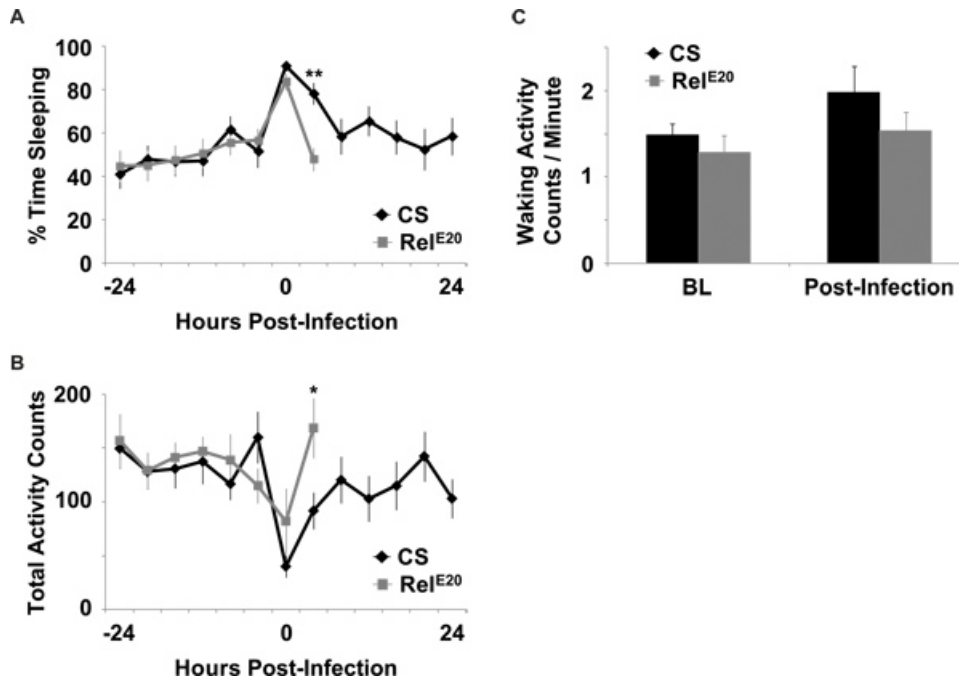 A
% Time Sleeping
100
80
60
40
20
0
**
CS
Rel^E20
-24
0
24
Hours Post-Infection
B
Total Activity Counts
200
100
0
*
CS
Rel^E20
-24
0
24
Hours Post-Infection
C
Waking Activity
Counts / Minute
2
1
0
CS
Rel^E20
BL
Post-Infection